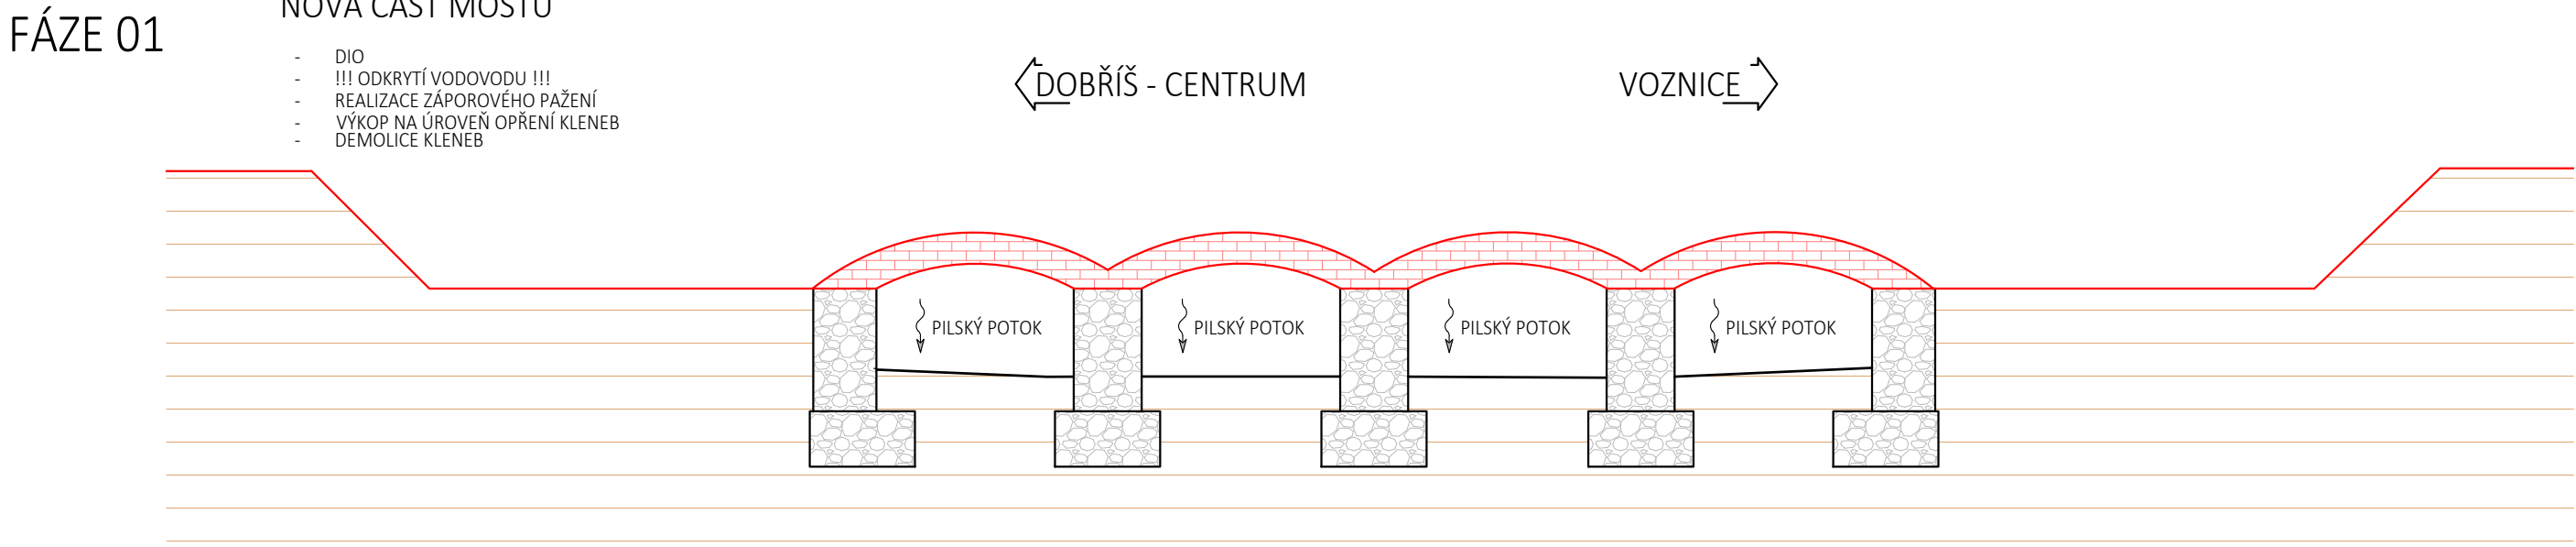 FÁZE 01
NOVÁ ČÁST MOSTU
- DIO
- !!! ODKRYTÍ VODOVODU !!!
- REALIZACE ZÁPOROVÉHO PAŽENÍ
- VÝKOP NA ÚROVEŇ OPŘENÍ KLENEB
- DEMOLICE KLENEB
DOBŘÍŠ - CENTRUM
VOZNICE
PILSKÝ POTOK
PILSKÝ POTOK
PILSKÝ POTOK
PILSKÝ POTOK